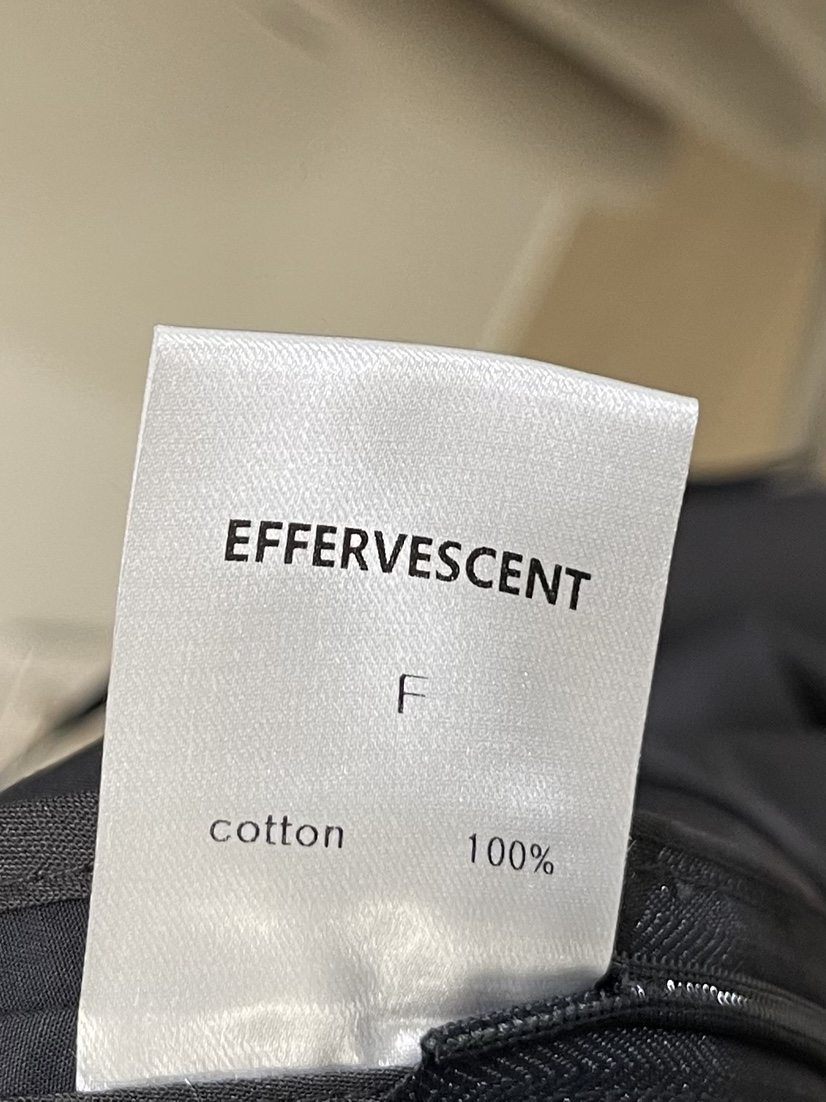 EFFERVESCENT
F
cotton 100%